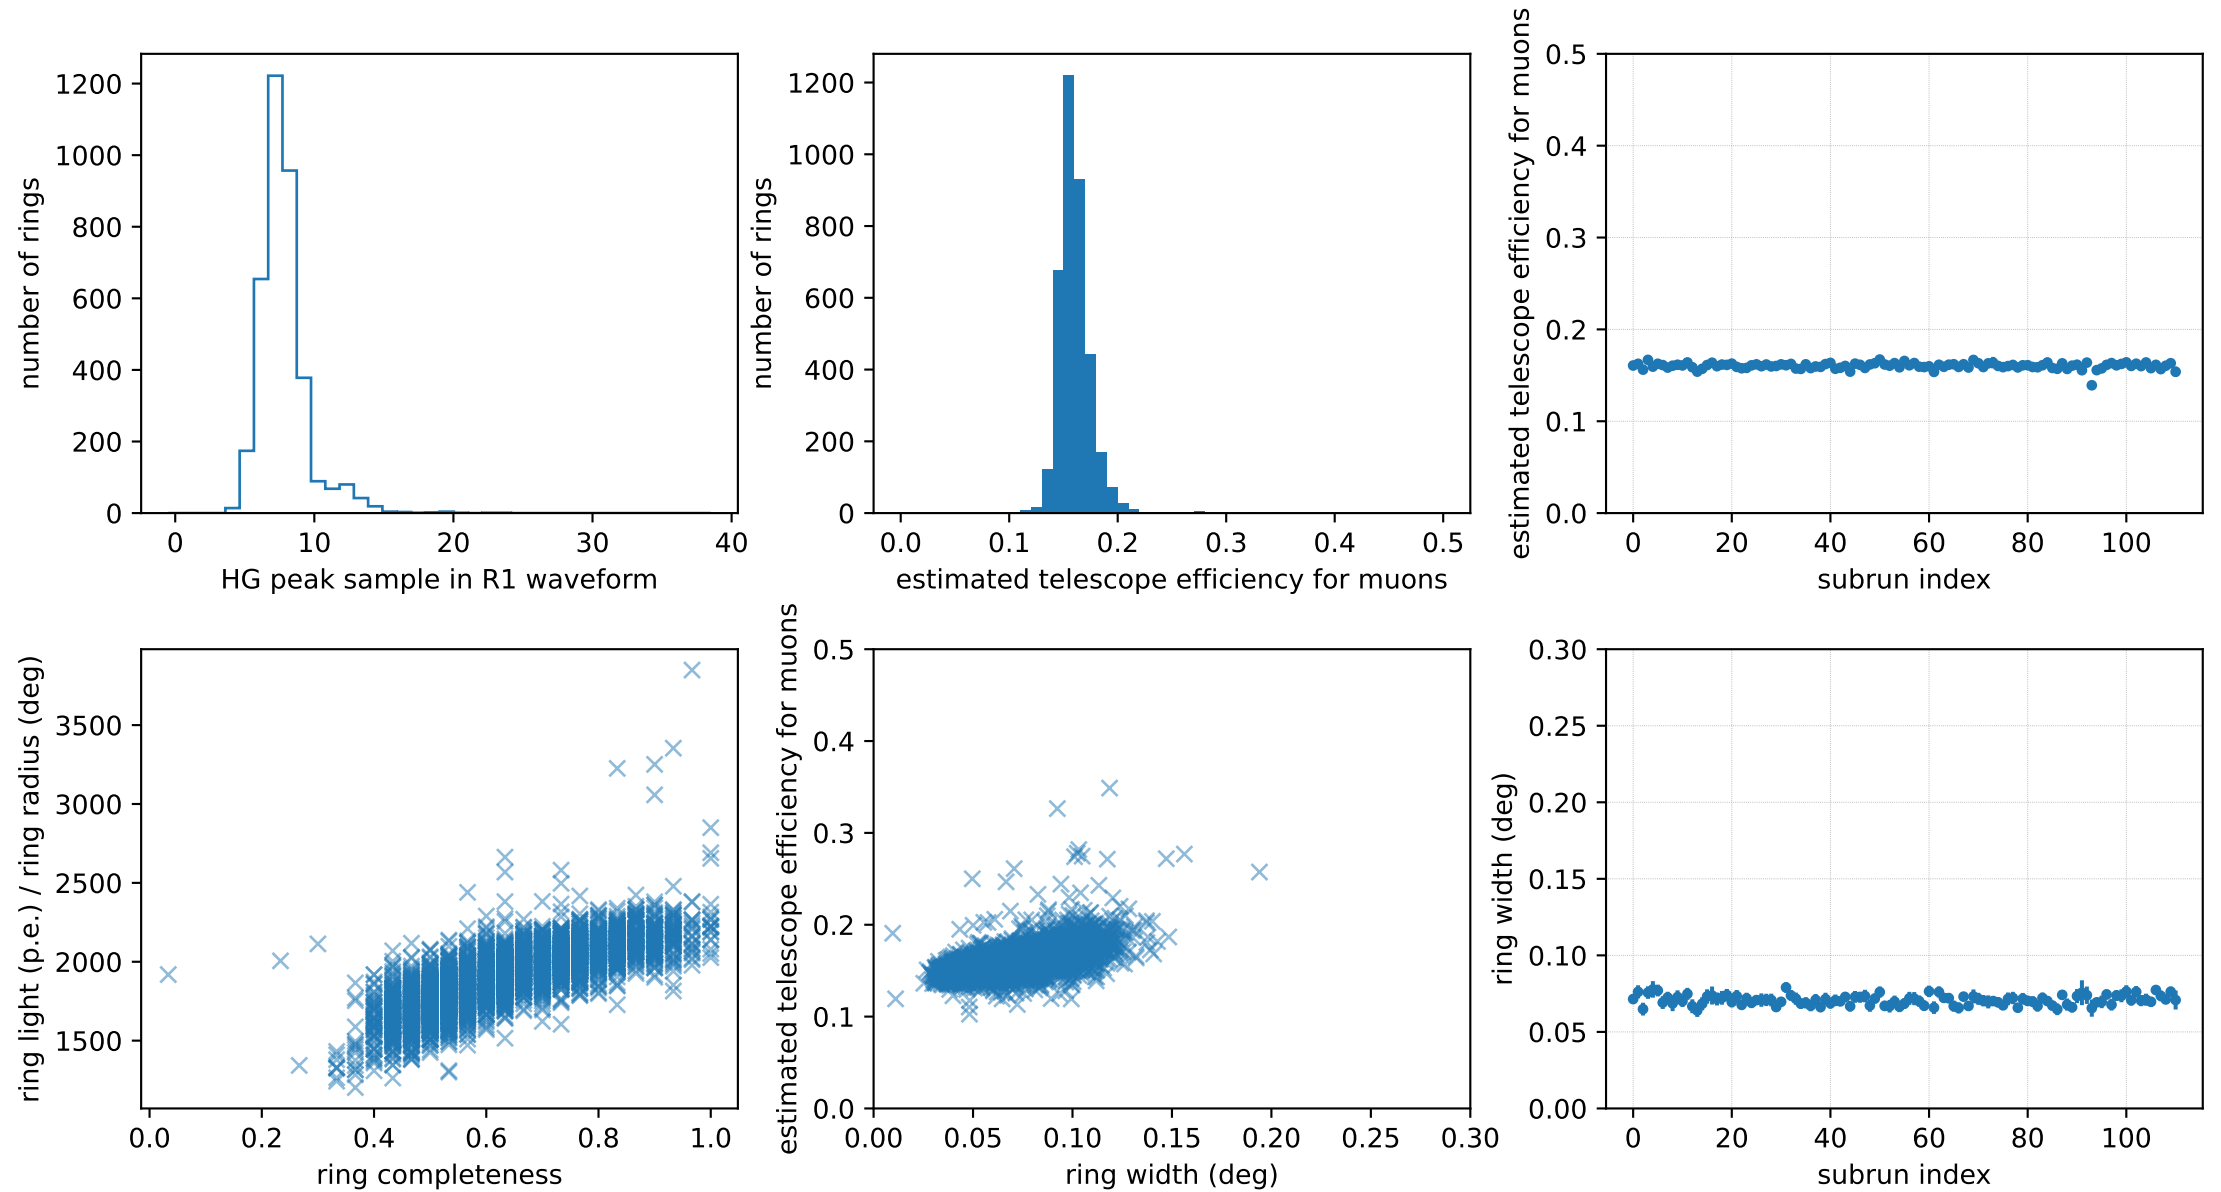 number of rings
1200
1000
800
600
400
200
0
0 10 20 30 40
HG peak sample in R1 waveform
number of rings
1200
1000
800
600
400
200
0
0.0 0.1 0.2 0.3 0.4 0.5
estimated telescope efficiency for muons
estimated telescope efficiency for muons
0.5
0.4
0.3
0.2
0.1
0.0
0 20 40 60 80 100
subrun index
ring light (p.e.) / ring radius (deg)
3500
3000
2500
2000
1500
0.0 0.2 0.4 0.6 0.8 1.0
ring completeness
estimated telescope efficiency for muons
0.5
0.4
0.3
0.2
0.1
0.0
0.00 0.05 0.10 0.15 0.20 0.25 0.30
ring width (deg)
ring width (deg)
0.30
0.25
0.20
0.15
0.10
0.05
0.00
0 20 40 60 80 100
subrun index